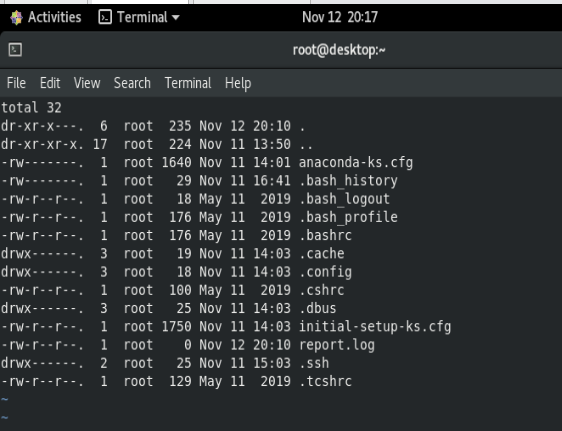 Activities Terminal Nov 12 20:17
root@desktop:~
File Edit View Search Terminal Help
total 32
dr-xr-x---. 6 root 235 Nov 12 20:10 .
dr-xr-xr-x. 17 root 224 Nov 11 13:50 ..
-rw-------. 1 root 1640 Nov 11 14:01 anaconda-ks.cfg
-rw-------. 1 root 29 Nov 11 16:41 .bash_history
-rw-r--r--. 1 root 18 May 11 2019 .bash_logout
-rw-r--r--. 1 root 176 May 11 2019 .bash_profile
-rw-r--r--. 1 root 176 May 11 2019 .bashrc
drwx------. 3 root 19 Nov 11 14:03 .cache
drwx------. 3 root 18 Nov 11 14:03 .config
-rw-r--r--. 1 root 100 May 11 2019 .cshrc
drwx------. 3 root 25 Nov 11 14:03 .dbus
-rw-r--r--. 1 root 1750 Nov 11 14:03 initial-setup-ks.cfg
-rw-r--r--. 1 root 0 Nov 12 20:10 report.log
drwx------. 2 root 25 Nov 11 15:03 .ssh
-rw-r--r--. 1 root 129 May 11 2019 .tcshrc
~
~